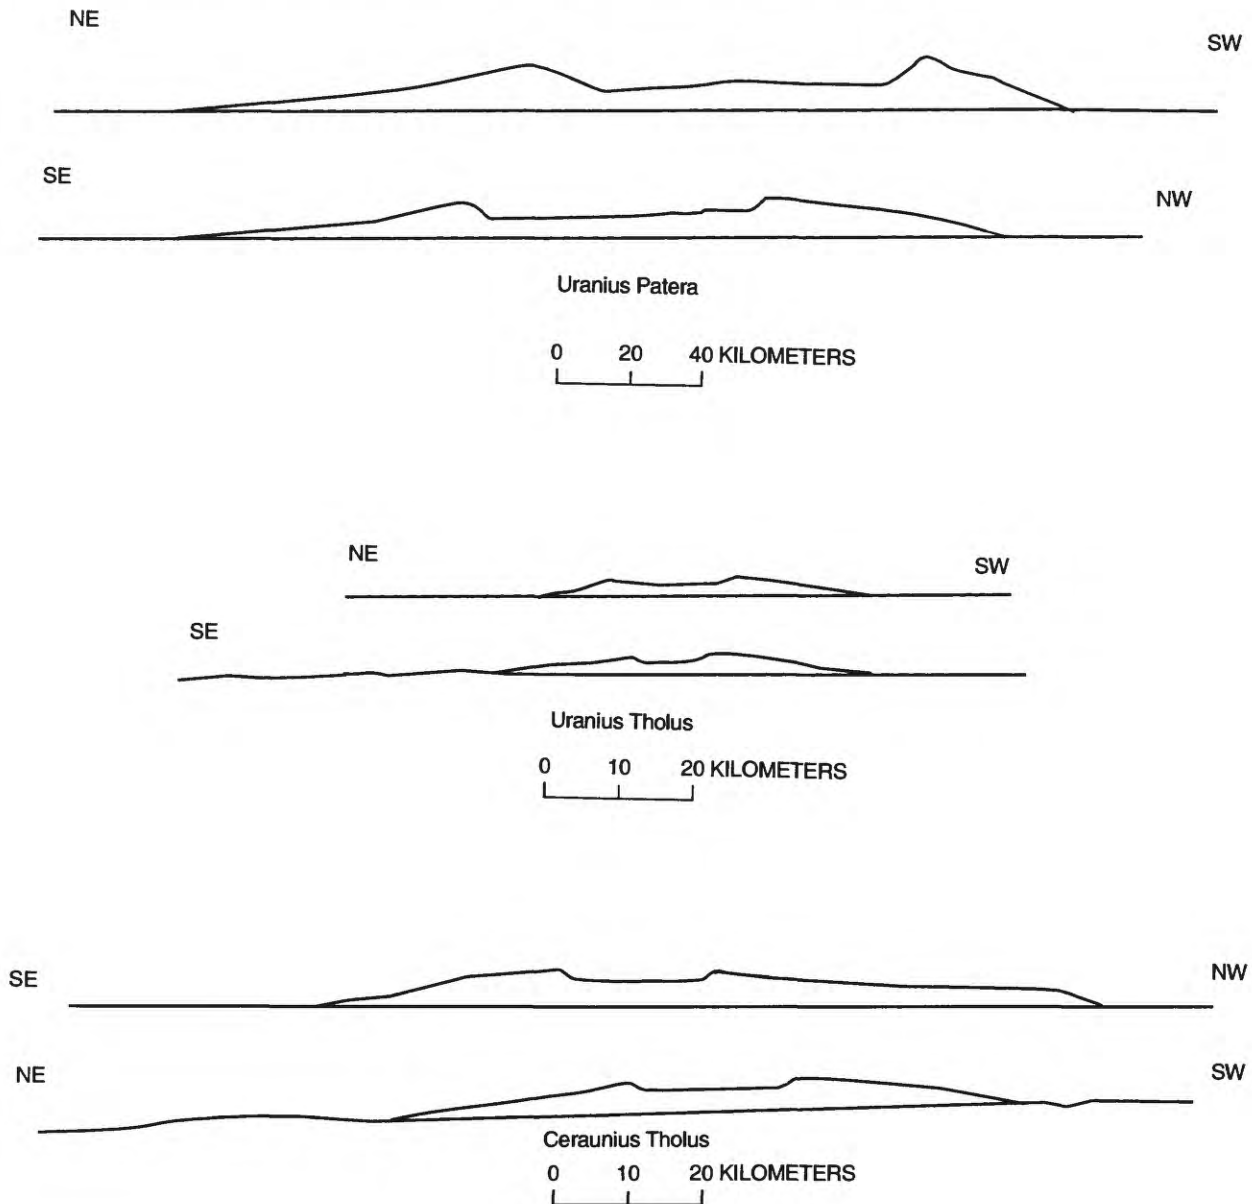 NE
SW
SE
NW
Uranius Patera
0 20 40 KILOMETERS
NE
SW
SE
Uranius Tholus
0 10 20 KILOMETERS
SE
NW
NE
SW
Ceraunius Tholus
0 10 20 KILOMETERS